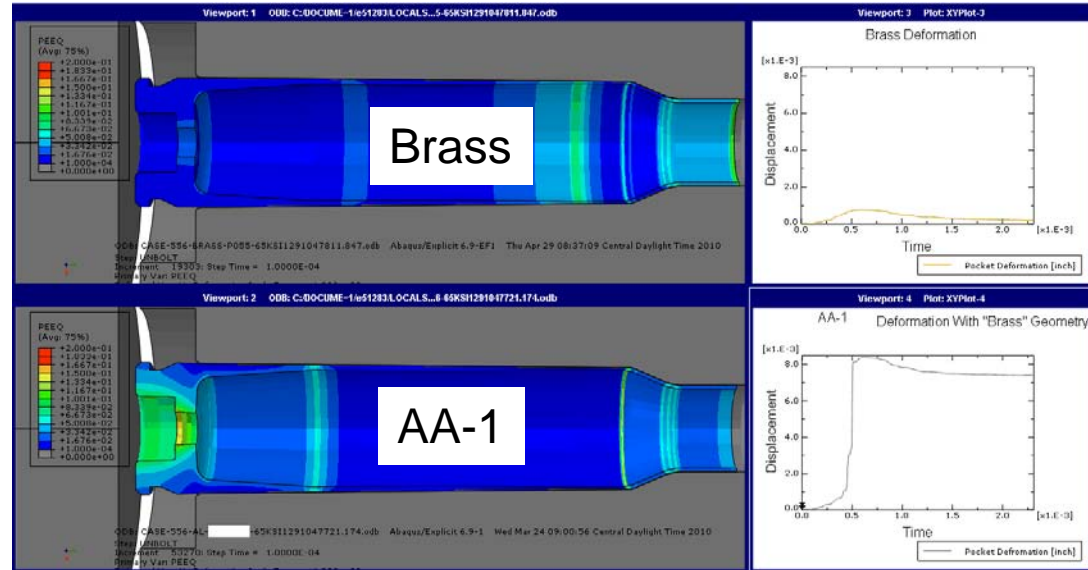 Viewport: 1 ODB: C:/DOCUME~1/e51283/LOCALS...5-65KSI1291047811.847.odb
PEEQ
(Avg: 75%)
+2.000e-01
+1.833e-01
+1.667e-01
+1.500e-01
+1.334e-01
+1.167e-01
+1.001e-01
+8.339e-02
+6.673e-02
+5.008e-02
+3.342e-02
+1.676e-02
+1.000e-04
+0.000e+00
Brass
ODB: CASE-556-BRASS-P055-65KSI1291047811.847.odb Abaqus/Explicit 6.9-EF1 Thu Apr 29 08:37:09 Central Daylight Time 2010
Step: UNBOLT
Increment 19303: Step Time = 1.0000E-04
Primary Var: PEEQ
Viewport: 3 Plot: XYPlot-3
Brass Deformation
[x1.E-3]
8.0
6.0
4.0
2.0
0.0
Displacement
0.0 0.5 1.0 1.5 2.0
[x1.E-3]
Time
Pocket Deformation [inch]
Viewport: 2 ODB: C:/DOCUME~1/e51283/LOCALS...8-65KSI1291047721.174.odb
PEEQ
(Avg: 75%)
+2.000e-01
+1.833e-01
+1.667e-01
+1.500e-01
+1.334e-01
+1.167e-01
+1.001e-01
+8.339e-02
+6.673e-02
+5.008e-02
+3.342e-02
+1.676e-02
+1.000e-04
+0.000e+00
AA-1
ODB: CASE-556-AL- -65KSI1291047721.174.odb Abaqus/Explicit 6.9-1 Wed Mar 24 09:00:56 Central Daylight Time 2010
Step: UNBOLT
Increment 53270: Step Time = 1.0000E-04
Primary Var: PEEQ
Viewport: 4 Plot: XYPlot-4
AA-1 Deformation With "Brass" Geometry
[x1.E-3]
8.0
6.0
4.0
2.0
0.0
Displacement
0.0 0.5 1.0 1.5 2.0
[x1.E-3]
Time
Pocket Deformation [inch]